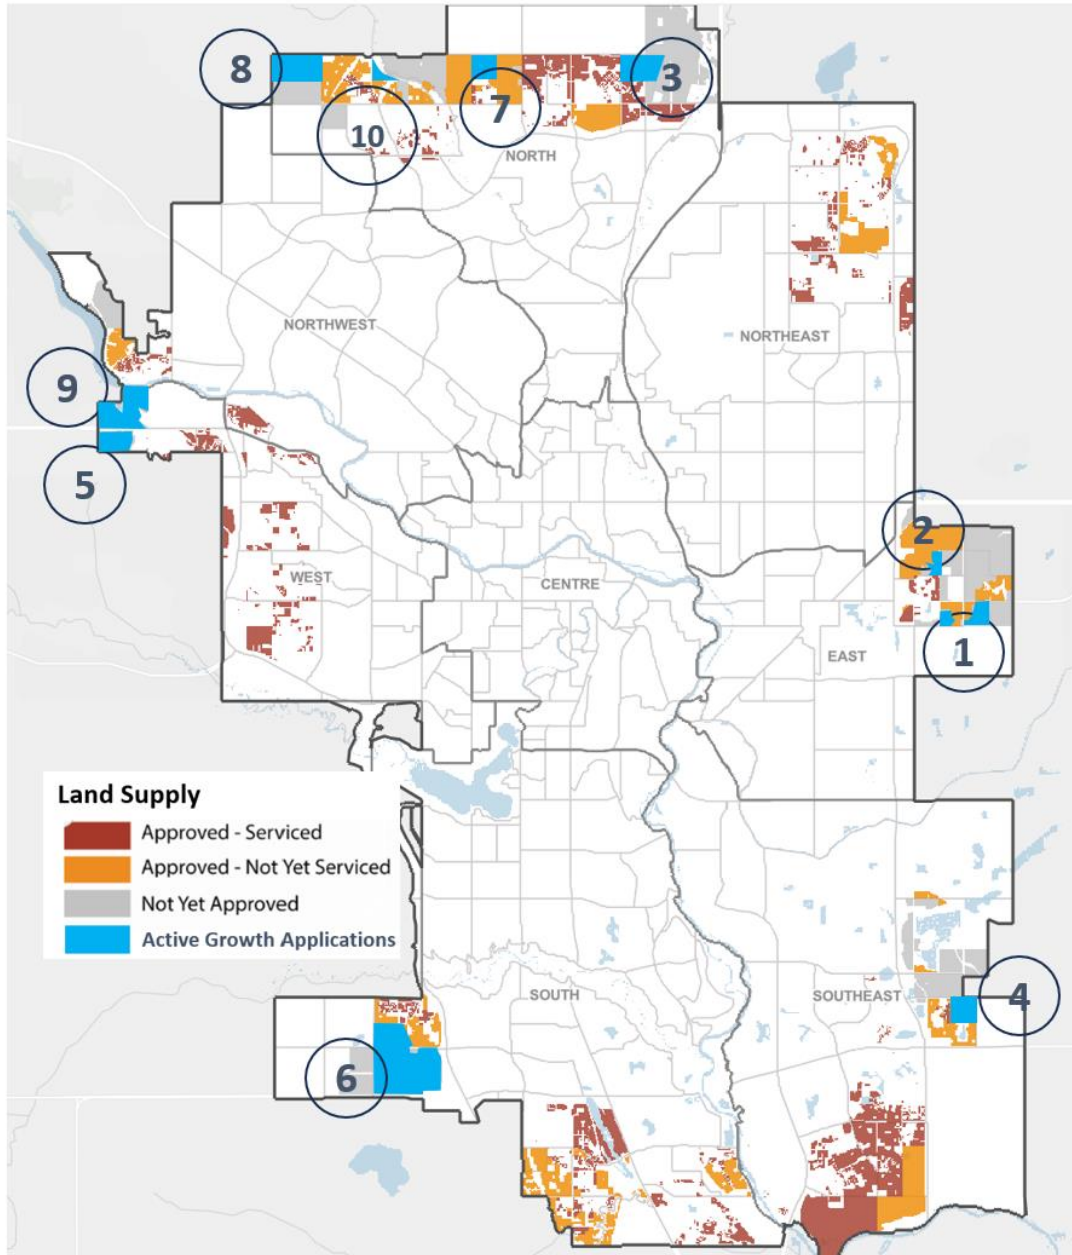 8
3
7
10
NORTH
NORTHWEST
NORTHEAST
9
5
2
WEST
CENTRE
EAST
1
Land Supply
Approved - Serviced
Approved - Not Yet Serviced
Not Yet Approved
Active Growth Applications
SOUTH
SOUTHEAST
4
6